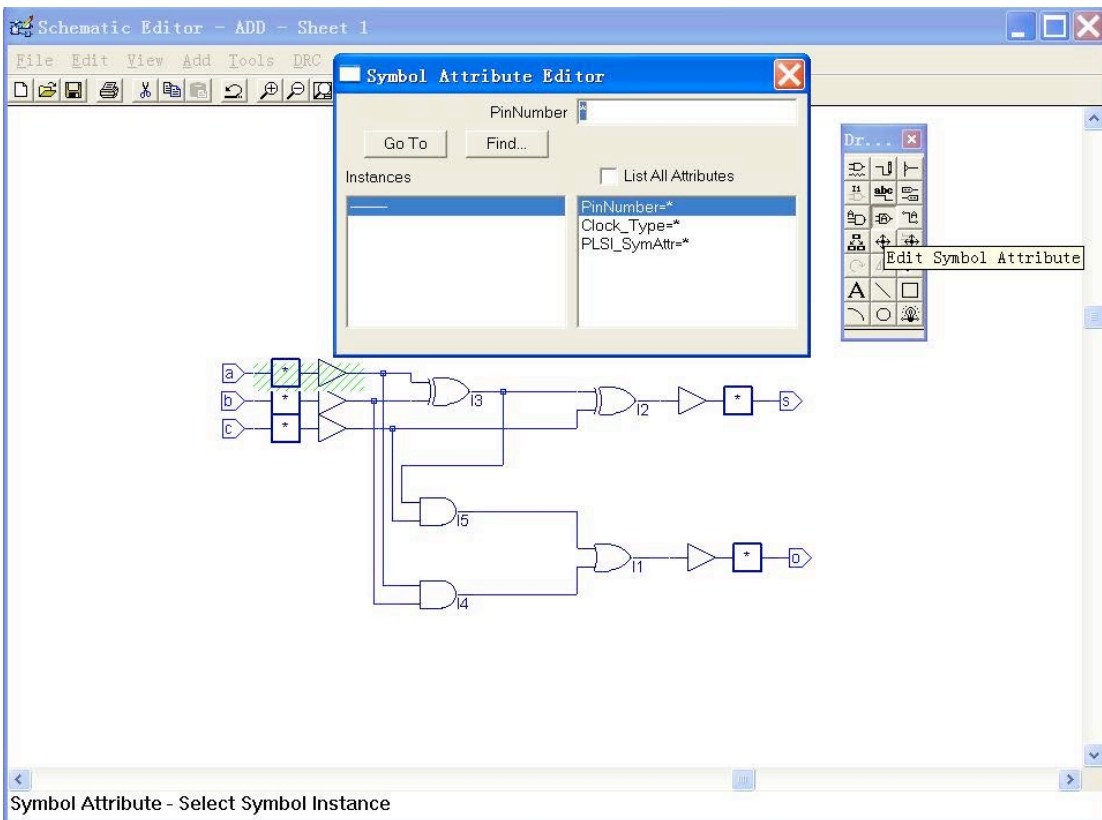 Schematic Editor - ADD - Sheet 1
File Edit View Add Tools DRC
Symbol Attribute Editor
PinNumber *
Go To Find...
Instances
List All Attributes
PinNumber=*
Clock_Type=*
PLSI_SymAttr=*
Dr...
I1 abc
Edit Symbol Attribute
A
a *
b *
c *
I3
I2
* S
I5
I1
* O
I4
Symbol Attribute - Select Symbol Instance